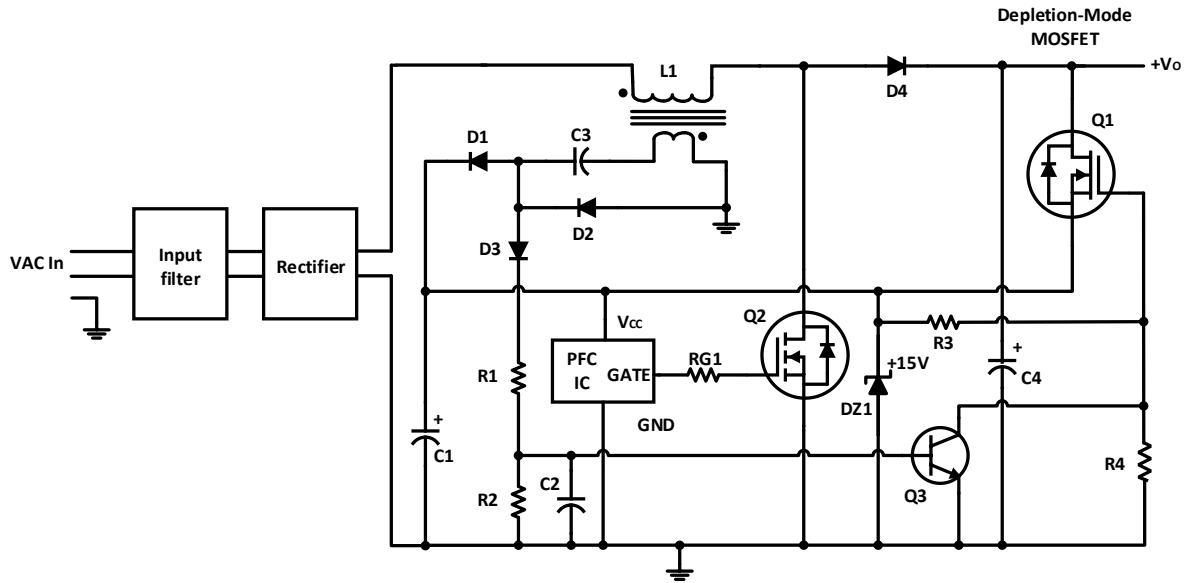 Depletion-Mode
MOSFET
L1
+VO
D4
Q1
D1
C3
D2
D3
VAC In
Input
filter
Rectifier
VCC
Q2
R3
PFC
IC
GATE
RG1
R1
+15V
+
C4
DZ1
GND
+
C1
R4
C2
R2
Q3